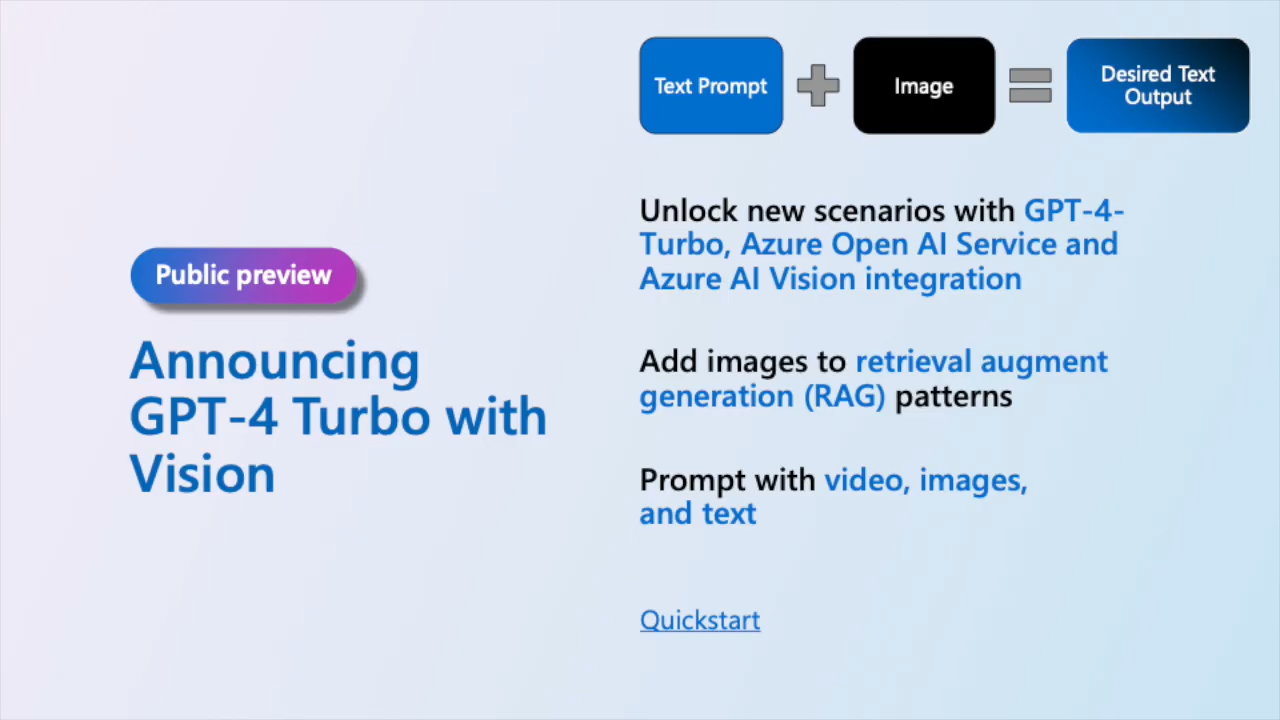 Text Prompt
Image
Desired Text
Output
Public preview
Announcing
GPT-4 Turbo with
Vision
Unlock new scenarios with GPT-4-
Turbo, Azure Open AI Service and
Azure AI Vision integration
Add images to retrieval augment
generation (RAG) patterns
Prompt with video, images,
and text
Quickstart